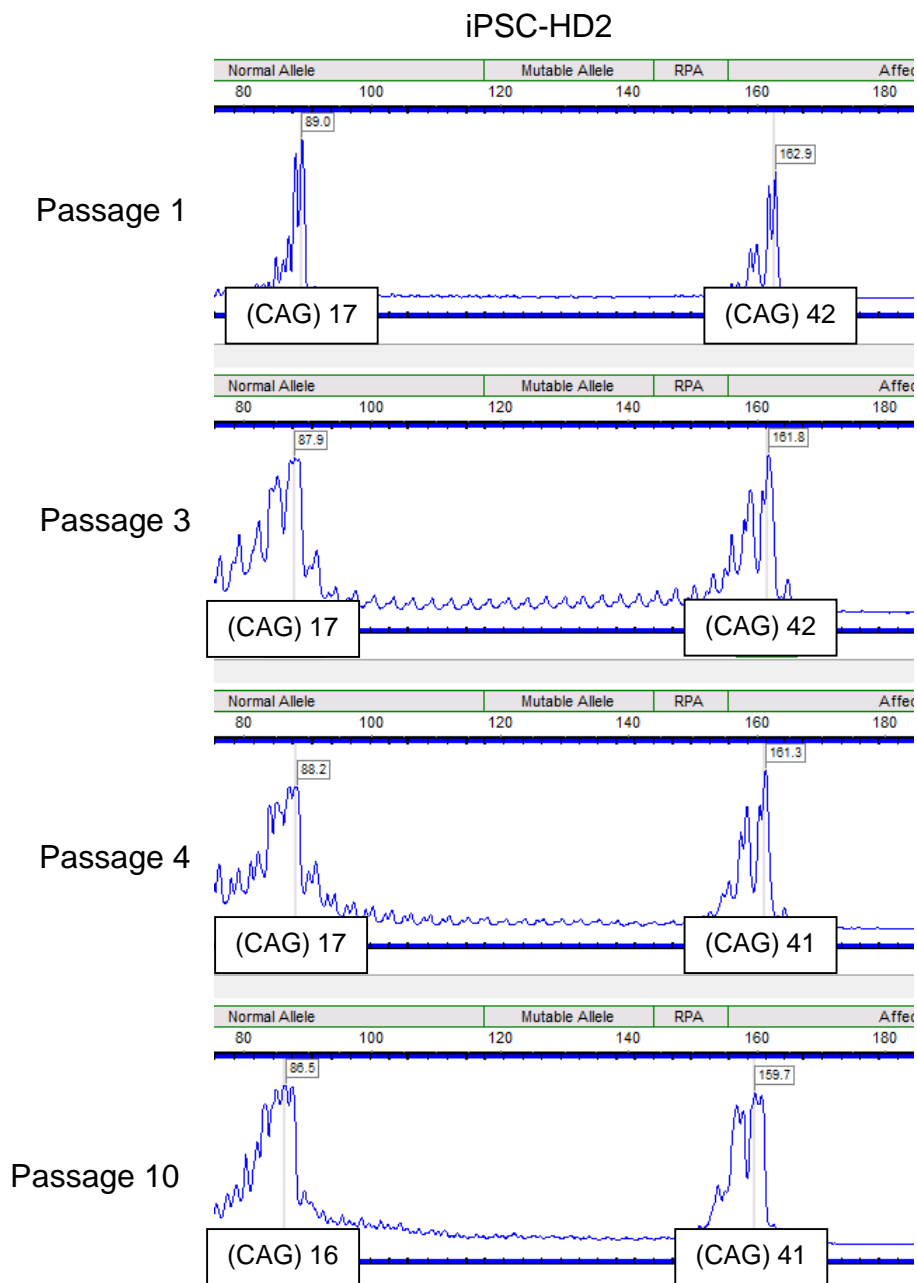 iPSC-HD2
Normal Allele Mutable Allele RPA Affec
80 100 120 140 160 180
89.0 162.9
Passage 1
(CAG) 17 (CAG) 42
Normal Allele Mutable Allele RPA Affec
80 100 120 140 160 180
87.9 161.8
Passage 3
(CAG) 17 (CAG) 42
Normal Allele Mutable Allele RPA Affec
80 100 120 140 160 180
88.2 161.3
Passage 4
(CAG) 17 (CAG) 41
Normal Allele Mutable Allele RPA Affec
80 100 120 140 160 180
86.5 159.7
Passage 10
(CAG) 16 (CAG) 41